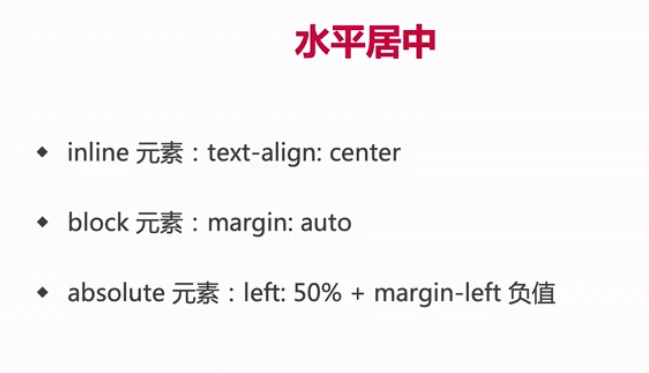 水平居中
◆ inline 元素：text-align: center
◆ block 元素：margin: auto
◆ absolute 元素：left: 50% + margin-left 负值